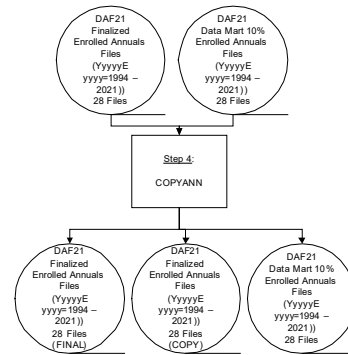 DAF21
Finalized
Enrolled Annuals
Files
(YyyyyE
yyyy=1994 –
2021))
28 Files
DAF21
Data Mart 10%
Enrolled Annuals
Files
(YyyyyE
yyyy=1994 –
2021))
28 Files
Step 4:
COPYANN
DAF21
Finalized
Enrolled Annuals
Files
(YyyyyE
yyyy=1994 –
2021))
28 Files
(FINAL)
DAF21
Finalized
Enrolled Annuals
Files
(YyyyyE
yyyy=1994 –
2021))
28 Files
(COPY)
DAF21
Data Mart 10%
Enrolled Annuals
Files
(YyyyyE
yyyy=1994 –
2021))
28 Files